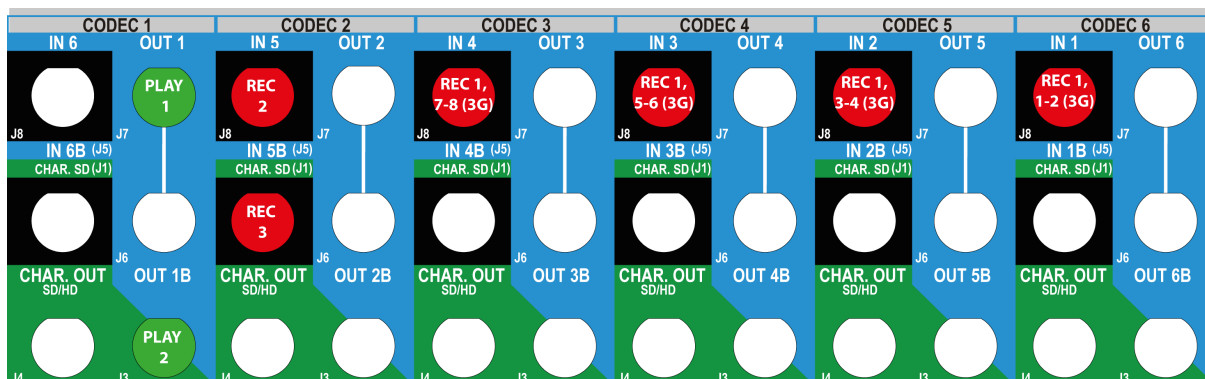 CODEC 1 CODEC 2 CODEC 3 CODEC 4 CODEC 5 CODEC 6
IN 6 OUT 1 IN 5 OUT 2 IN 4 OUT 3 IN 3 OUT 4 IN 2 OUT 5 IN 1 OUT 6
PLAY REC REC 1, REC 1, REC 1, REC 1,
1 2 7-8 (3G) 5-6 (3G) 3-4 (3G) 1-2 (3G)
J8 J7 J8 J7 J8 J7 J8 J7 J8 J7 J8 J7
IN 6B (J5) IN 5B (J5) IN 4B (J5) IN 3B (J5) IN 2B (J5) IN 1B (J5)
CHAR. SD (J1) CHAR. SD (J1) CHAR. SD (J1) CHAR. SD (J1) CHAR. SD (J1) CHAR. SD (J1)
REC
3
J6 J6 J6 J6 J6 J6
CHAR. OUT OUT 1B CHAR. OUT OUT 2B CHAR. OUT OUT 3B CHAR. OUT OUT 4B CHAR. OUT OUT 5B CHAR. OUT OUT 6B
SD/HD SD/HD SD/HD SD/HD SD/HD SD/HD
PLAY
2
J4 J3 J4 J3 J4 J3 J4 J3 J4 J3 J4 J3